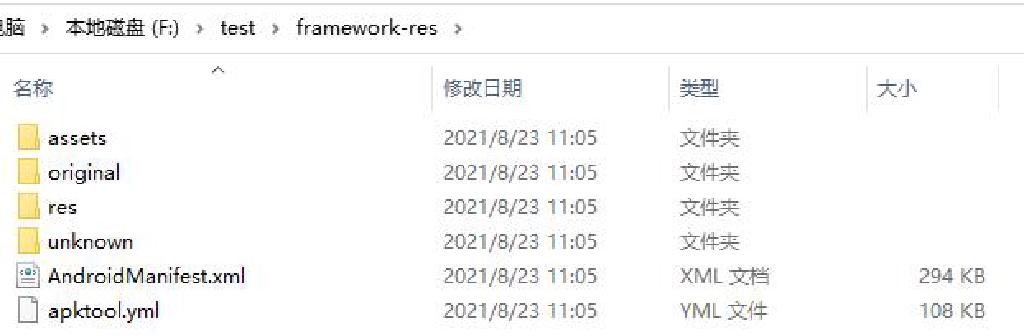 电脑 › 本地磁盘 (F:) › test › framework-res ›
名称 修改日期 类型 大小
assets 2021/8/23 11:05 文件夹
original 2021/8/23 11:05 文件夹
res 2021/8/23 11:05 文件夹
unknown 2021/8/23 11:05 文件夹
AndroidManifest.xml 2021/8/23 11:05 XML 文档 294 KB
apktool.yml 2021/8/23 11:05 YML 文件 108 KB